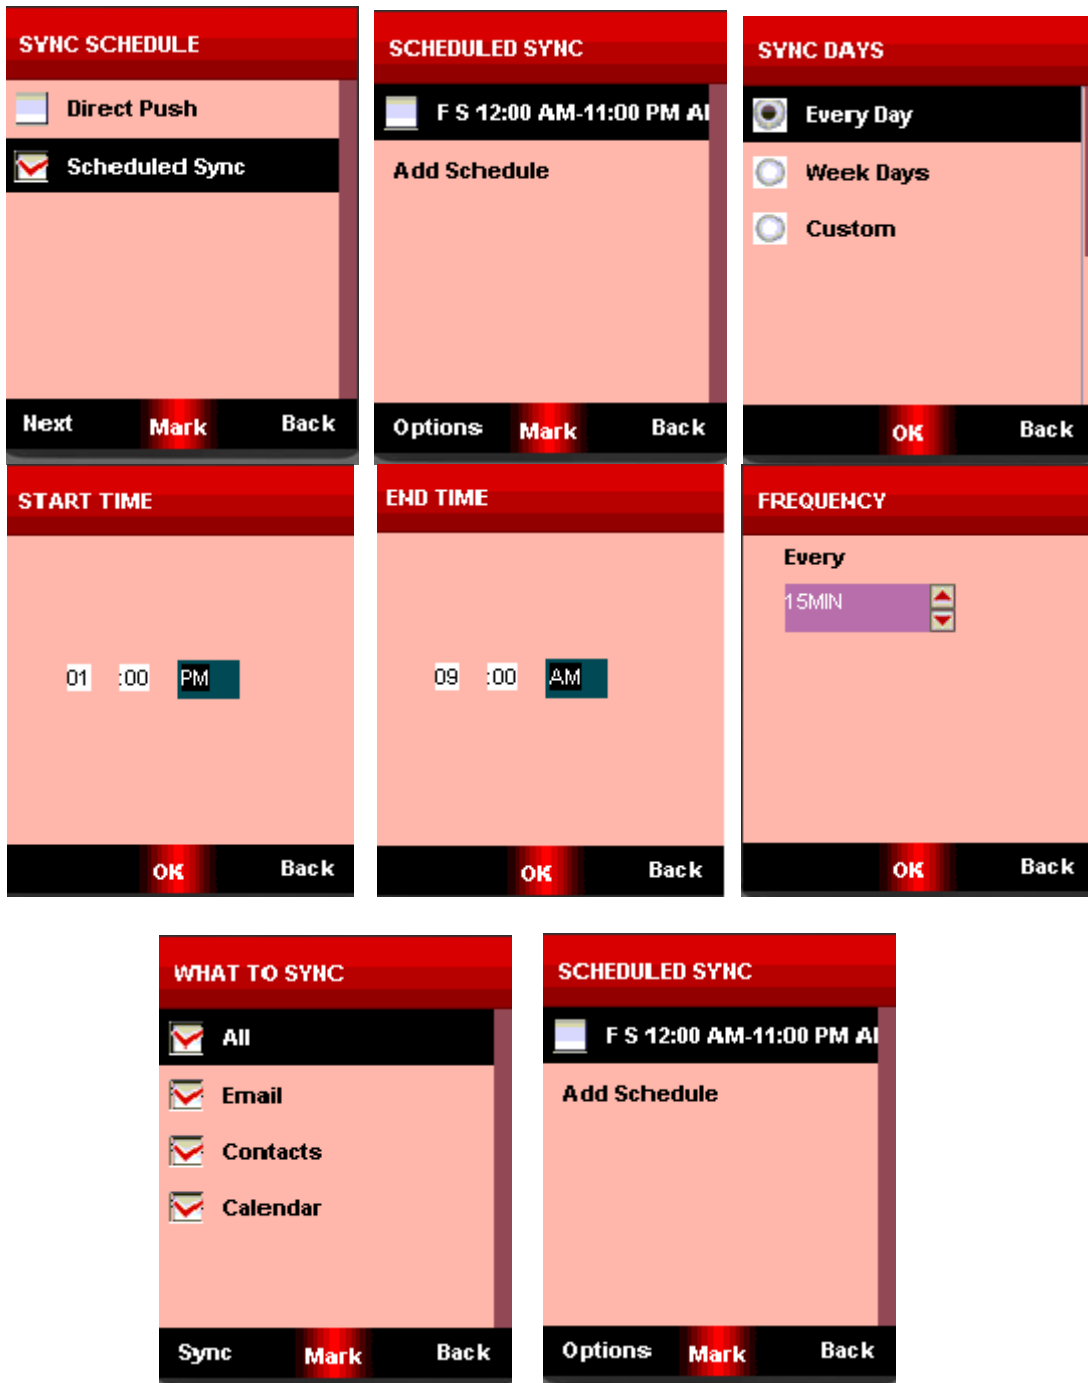 SYNC SCHEDULE
Direct Push
Scheduled Sync
Next Mark Back
SCHEDULED SYNC
F S 12:00 AM-11:00 PM Al
Add Schedule
Options Mark Back
SYNC DAYS
Every Day
Week Days
Custom
OK Back
START TIME
01 :00 PM
OK Back
END TIME
09 :00 AM
OK Back
FREQUENCY
Every
15MIN
OK Back
WHAT TO SYNC
All
Email
Contacts
Calendar
Sync Mark Back
SCHEDULED SYNC
F S 12:00 AM-11:00 PM Al
Add Schedule
Options Mark Back